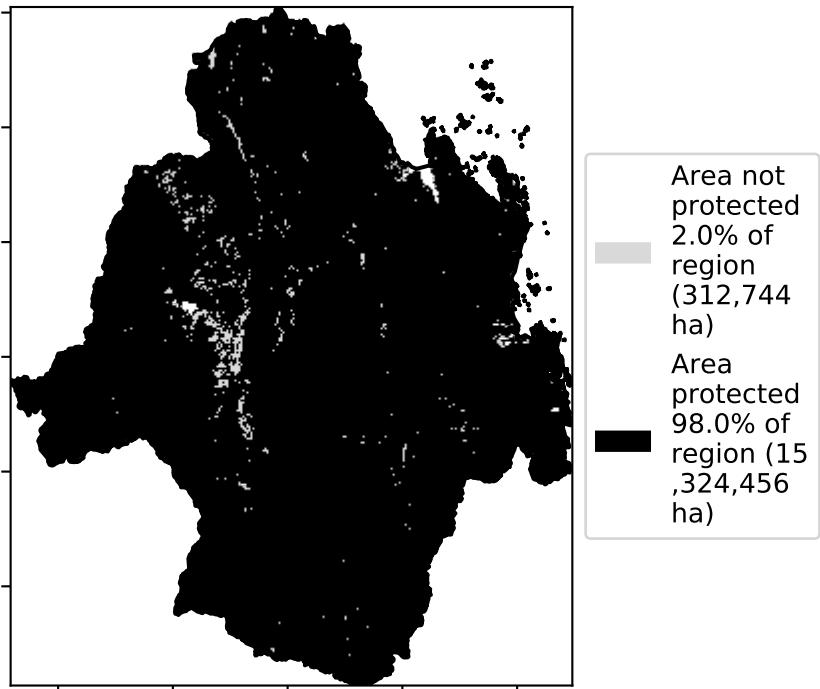 Area not
protected
2.0% of
region
(312,744
ha)
Area
protected
98.0% of
region (15
,324,456
ha)